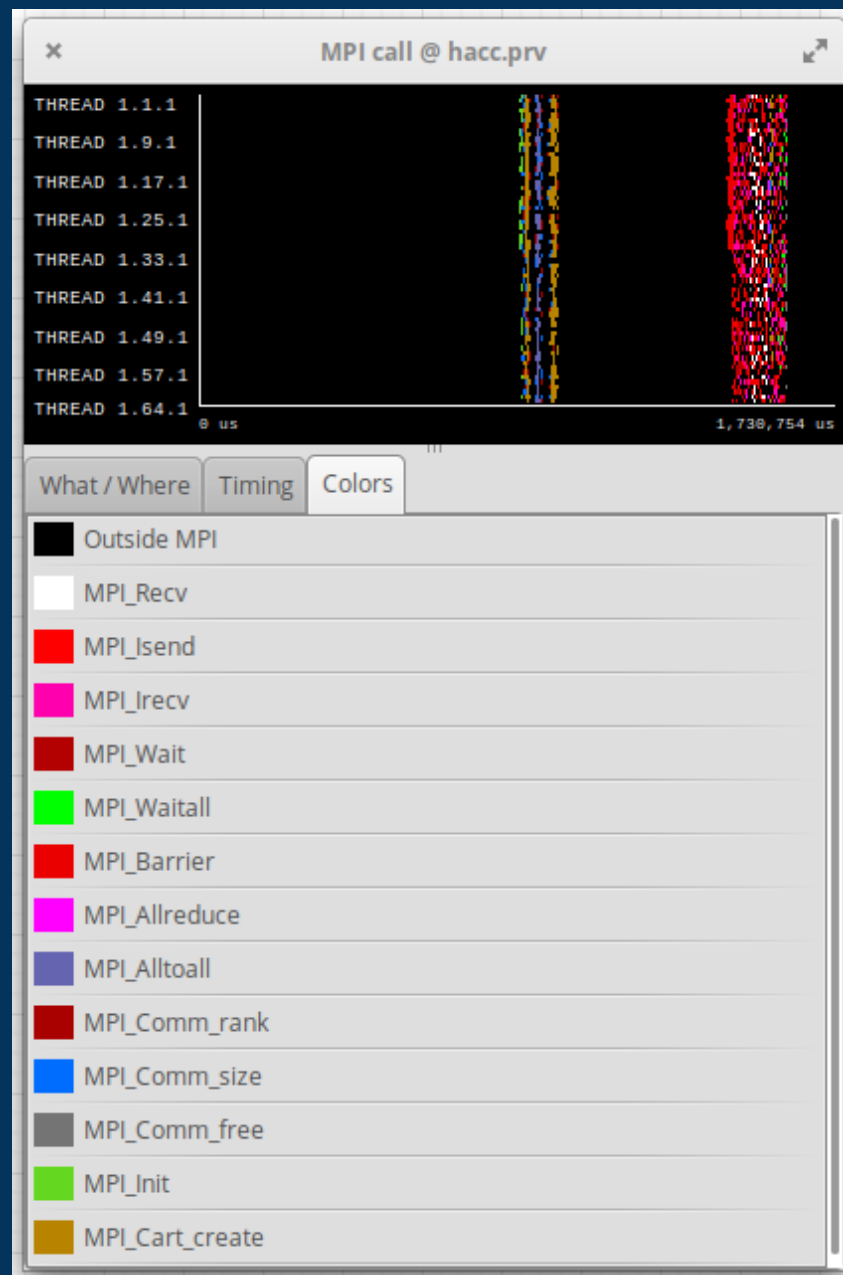 MPI call @ hacc.prv
THREAD 1.1.1
THREAD 1.9.1
THREAD 1.17.1
THREAD 1.25.1
THREAD 1.33.1
THREAD 1.41.1
THREAD 1.49.1
THREAD 1.57.1
THREAD 1.64.1
0 us 1,730,754 us
What / Where Timing Colors
Outside MPI
MPI_Recv
MPI_Isend
MPI_Irecv
MPI_Wait
MPI_Waitall
MPI_Barrier
MPI_Allreduce
MPI_Alltoall
MPI_Comm_rank
MPI_Comm_size
MPI_Comm_free
MPI_Init
MPI_Cart_create